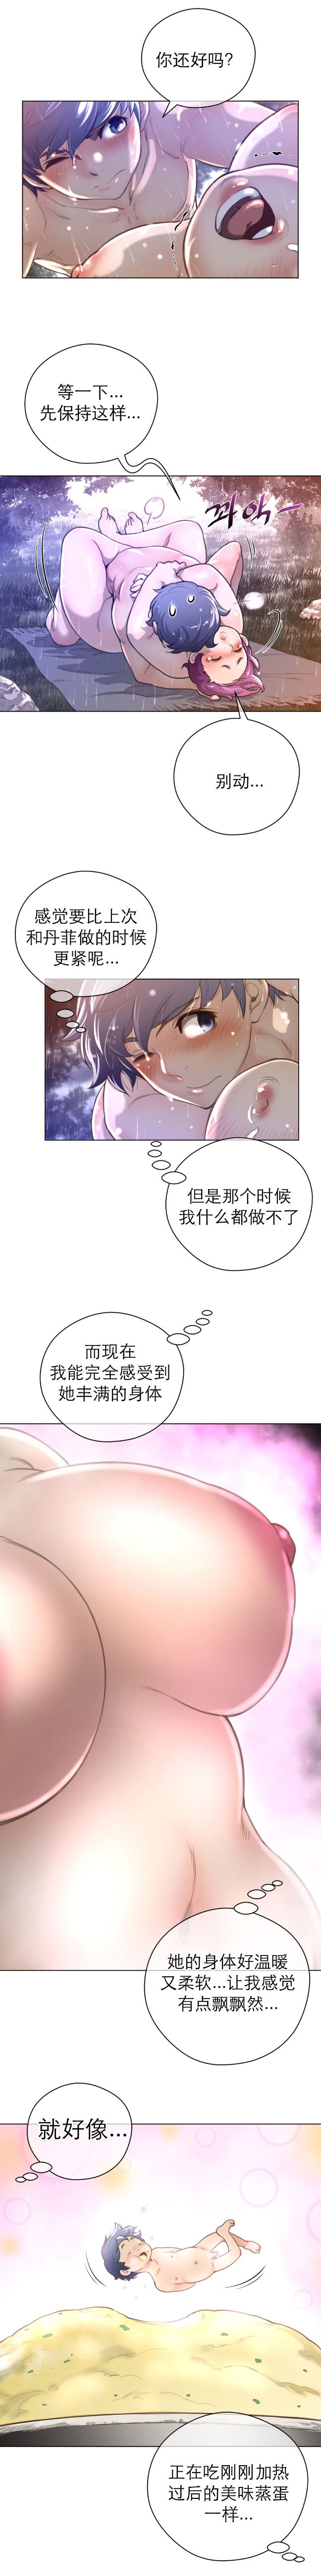 你还好吗?
等一下...
先保持这样...
꽈악~
别动...
感觉要比上次
和丹菲做的时候
更紧呢...
但是那个时候
我什么都做不了
而现在
我能完全感受到
她丰满的身体
她的身体好温暖
又柔软...让我感觉
有点飘飘然...
就好像...
正在吃刚刚加热
过后的美味蒸蛋
一样...